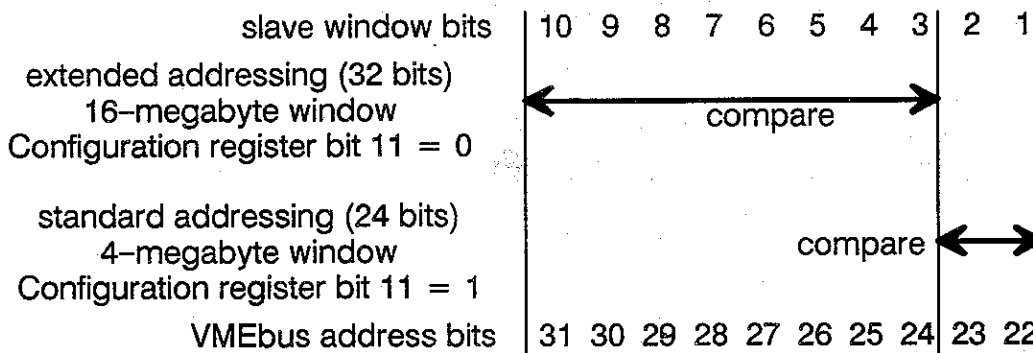 slave window bits 10 9 8 7 6 5 4 3 2 1
extended addressing (32 bits)
16–megabyte window
compare
Configuration register bit 11 = 0
standard addressing (24 bits)
4–megabyte window
compare
Configuration register bit 11 = 1
VMEbus address bits 31 30 29 28 27 26 25 24 23 22